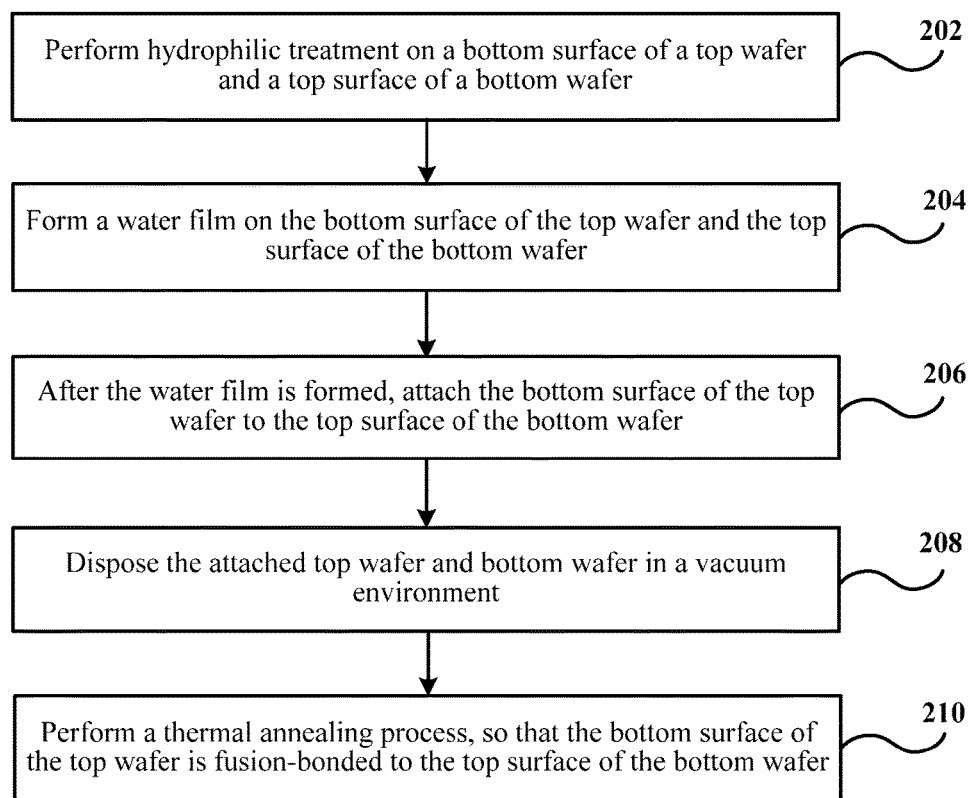 Perform hydrophilic treatment on a bottom surface of a top wafer
and a top surface of a bottom wafer
202
Form a water film on the bottom surface of the top wafer and the top
surface of the bottom wafer
204
After the water film is formed, attach the bottom surface of the top
wafer to the top surface of the bottom wafer
206
Dispose the attached top wafer and bottom wafer in a vacuum
environment
208
Perform a thermal annealing process, so that the bottom surface of
the top wafer is fusion-bonded to the top surface of the bottom wafer
210